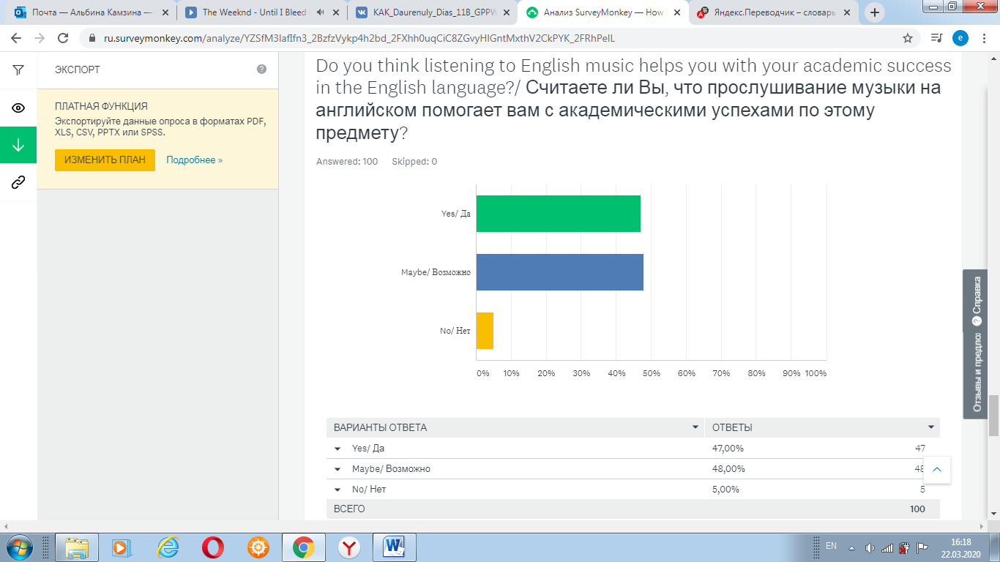 Почта — Альбина Камзина —
The Weeknd - Until I Bleed
KAK_Daurenuly_Dias_11B_GPPW
Анализ SurveyMonkey — How
Яндекс.Переводчик – словарь
ru.surveymonkey.com/analyze/
e
ЭКСПОРТ
ПЛАТНАЯ ФУНКЦИЯ
Экспортируйте данные опроса в форматах PDF,
XLS, CSV, PPTX или SPSS.
ИЗМЕНИТЬ ПЛАН
Подробнее »
Do you think listening to English music helps you with your academic success
in the English language?/ Считаете ли Вы, что прослушивание музыки на
английском помогает вам с академическими успехами по этому
предмету?
Answered: 100 Skipped: 0
Yes/ Да
Maybe/ Возможно
No/ Нет
0% 10% 20% 30% 40% 50% 60% 70% 80% 90% 100%
ВАРИАНТЫ ОТВЕТА ОТВЕТЫ
Yes/ Да 47,00% 47
Maybe/ Возможно 48,00% 48
No/ Нет 5,00% 5
ВСЕГО 100
Справка
Отзывы и предло
EN
16:18
22.03.2020